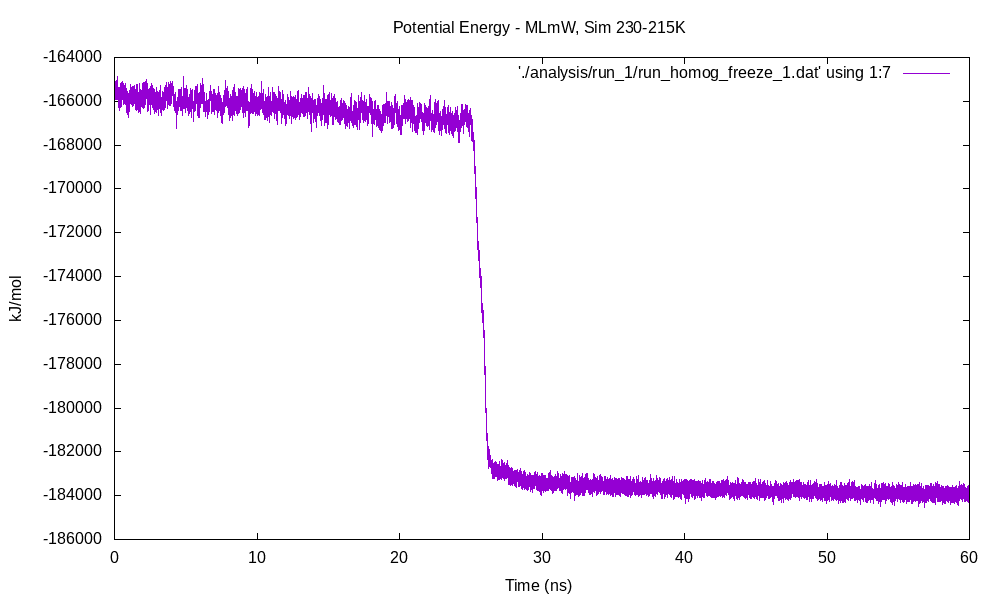 Potential Energy - MLmW, Sim 230-215K
'./analysis/run_1/run_homog_freeze_1.dat' using 1:7
kJ/mol
-164000
-166000
-168000
-170000
-172000
-174000
-176000
-178000
-180000
-182000
-184000
-186000
0 10 20 30 40 50 60
Time (ns)